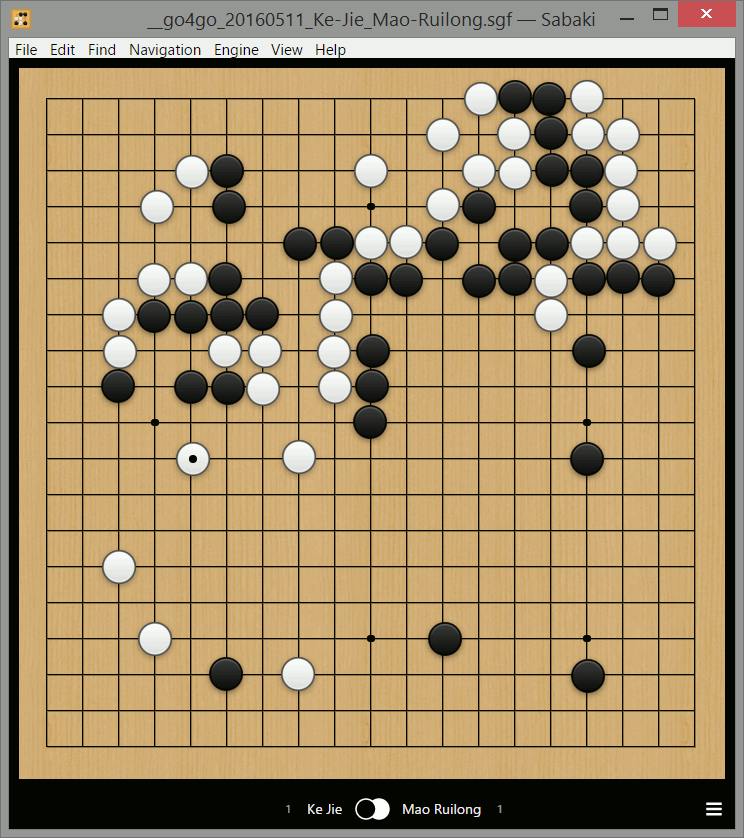 __go4go_20160511_Ke-Jie_Mao-Ruilong.sgf — Sabaki
File Edit Find Navigation Engine View Help
1 Ke Jie Mao Ruilong 1